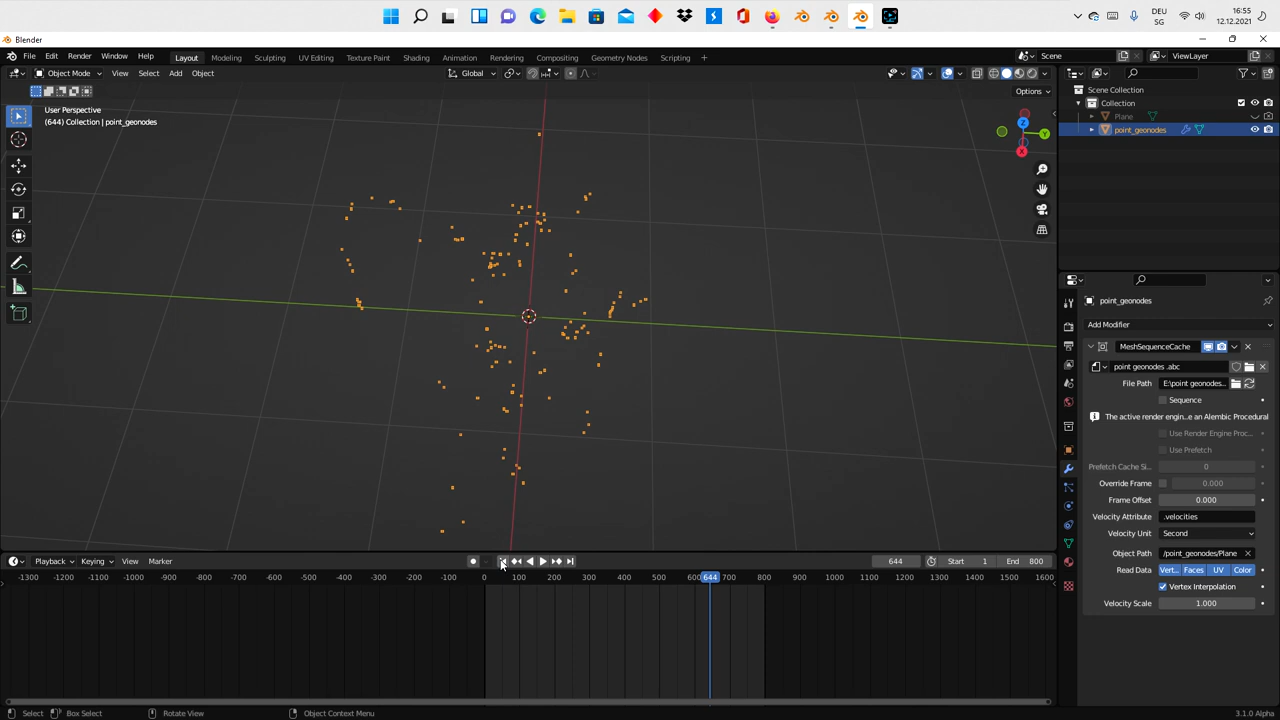 DEU
SG
16:55
12.12.2021
Blender
File Edit Render Window Help
Layout Modeling Sculpting UV Editing Texture Paint Shading Animation Rendering Compositing Geometry Nodes Scripting +
Scene
ViewLayer
Object Mode View Select Add Object
Global
Options
User Perspective
(644) Collection | point_geonodes
X
Y
Z
Scene Collection
Collection
Plane
point_geonodes
point_geonodes
Add Modifier
MeshSequenceCache
point geonodes .abc
File Path E:\point geonodes...
Sequence
The active render engin...e an Alembic Procedural
Use Render Engine Proc...
Use Prefetch
Prefetch Cache Si... 0
Override Frame 0.000
Frame Offset 0.000
Velocity Attribute .velocities
Velocity Unit Second
Object Path /point_geonodes/Plane
Read Data Vert... Faces UV Color
Vertex Interpolation
Velocity Scale 1.000
Playback Keying View Marker
644
Start 1 End 800
-1300 -1200 -1100 -1000 -900 -800 -700 -600 -500 -400 -300 -200 -100 0 100 200 300 400 500 600 644 700 800 900 1000 1100 1200 1300 1400 1500 1600
Select Box Select Rotate View Object Context Menu
3.1.0 Alpha